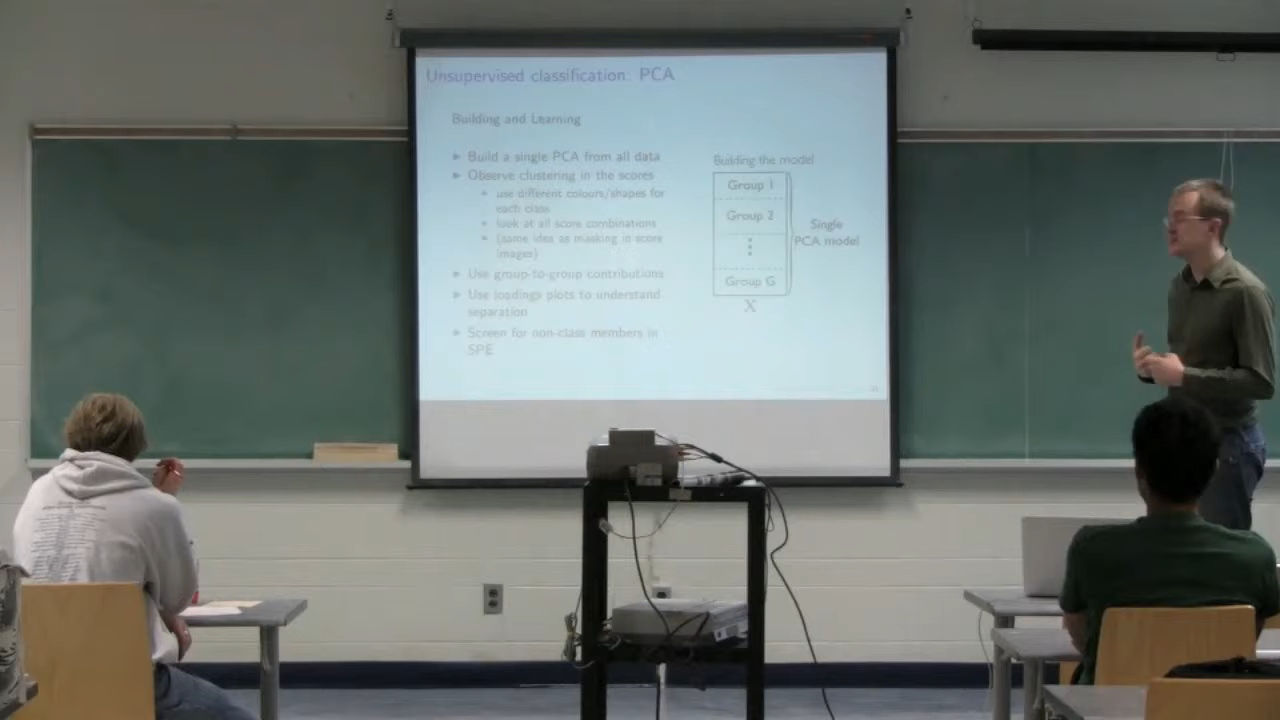 Unsupervised classification: PCA
Building and Learning
Build a single PCA from all data
Observe clustering in the scores
use different colours/shapes for
each class
look at all score combinations
(same idea as masking in score
images)
Use group-to-group contributions
Use loadings plots to understand
separation
Screen for non-class members in
SPE
Building the model
Group 1
Group 2
Group G
X
Single
PCA model